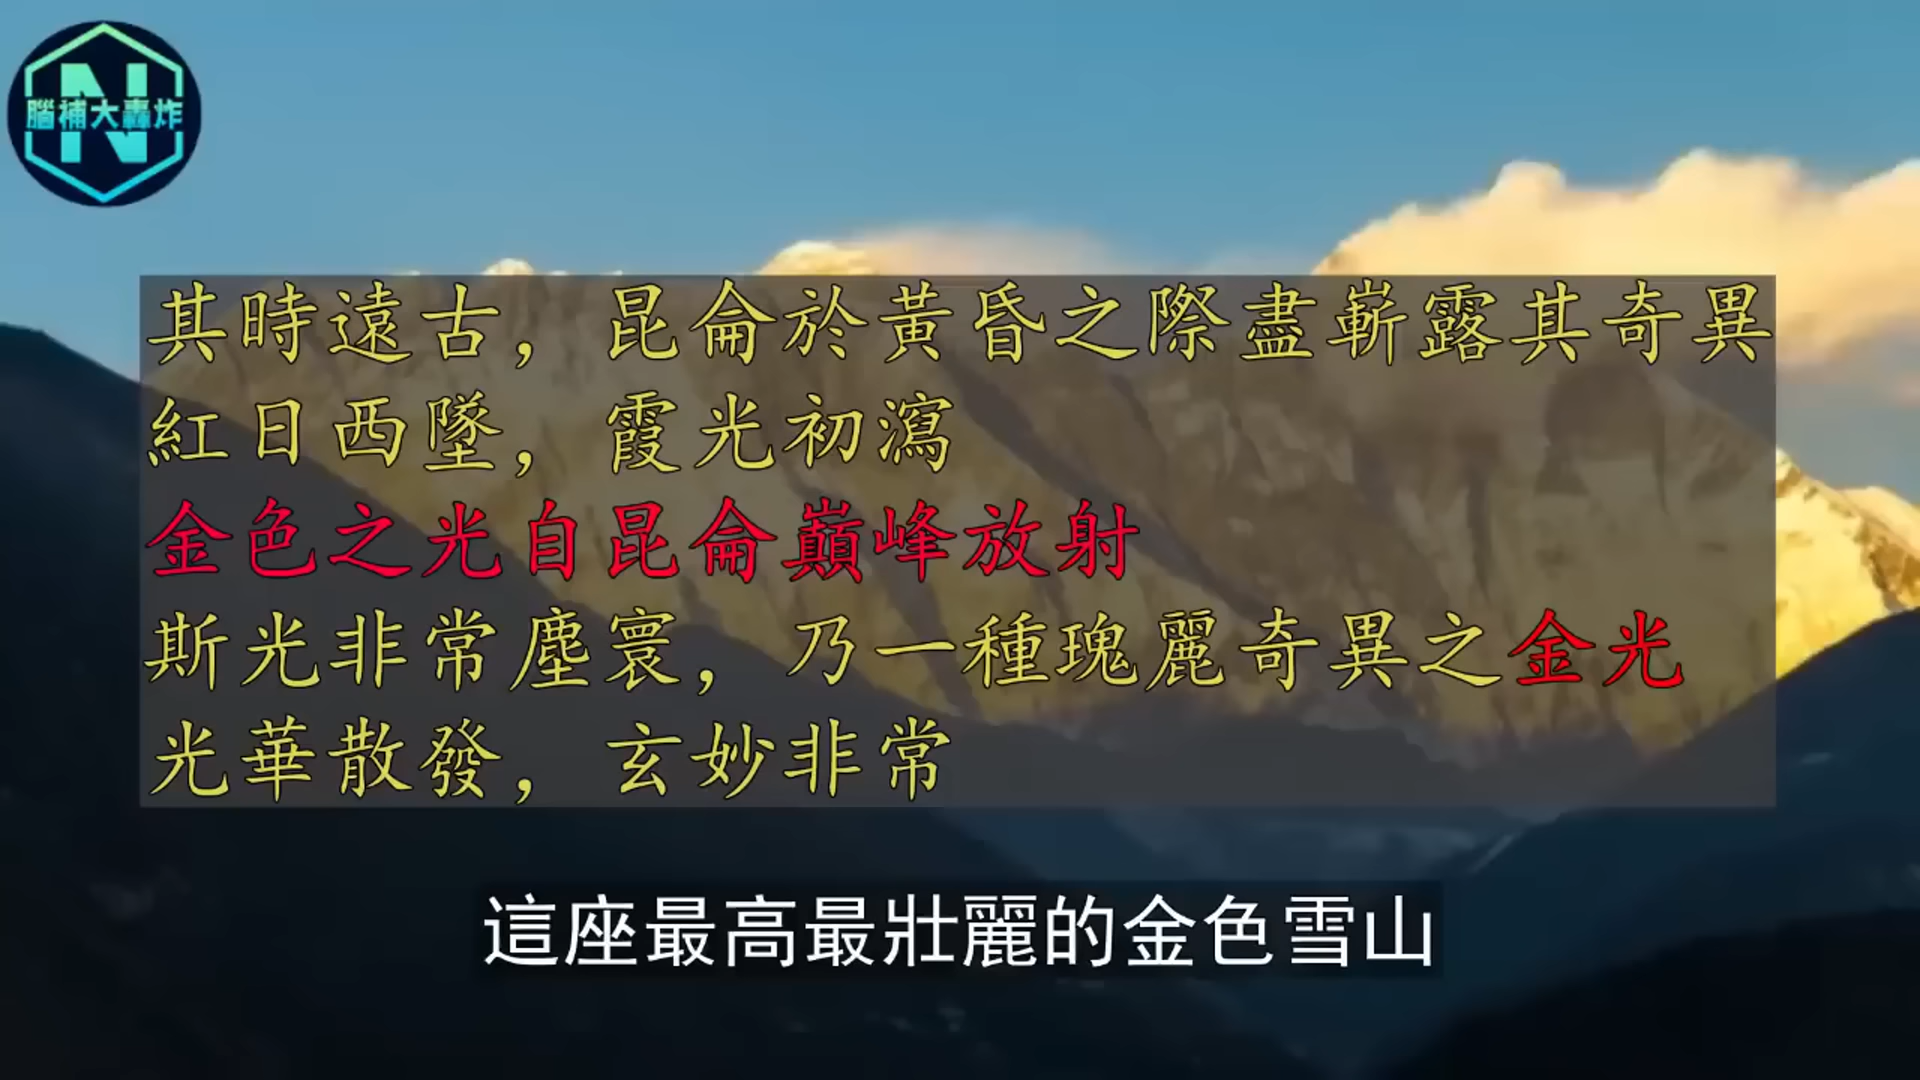 N
腦補大轟炸
其時遠古，昆侖於黃昏之際盡嶄露其奇異
紅日西墜，霞光初瀉
金色之光自昆侖巔峰放射
斯光非常塵寰，乃一種瑰麗奇異之金光
光華散發，玄妙非常
這座最高最壯麗的金色雪山